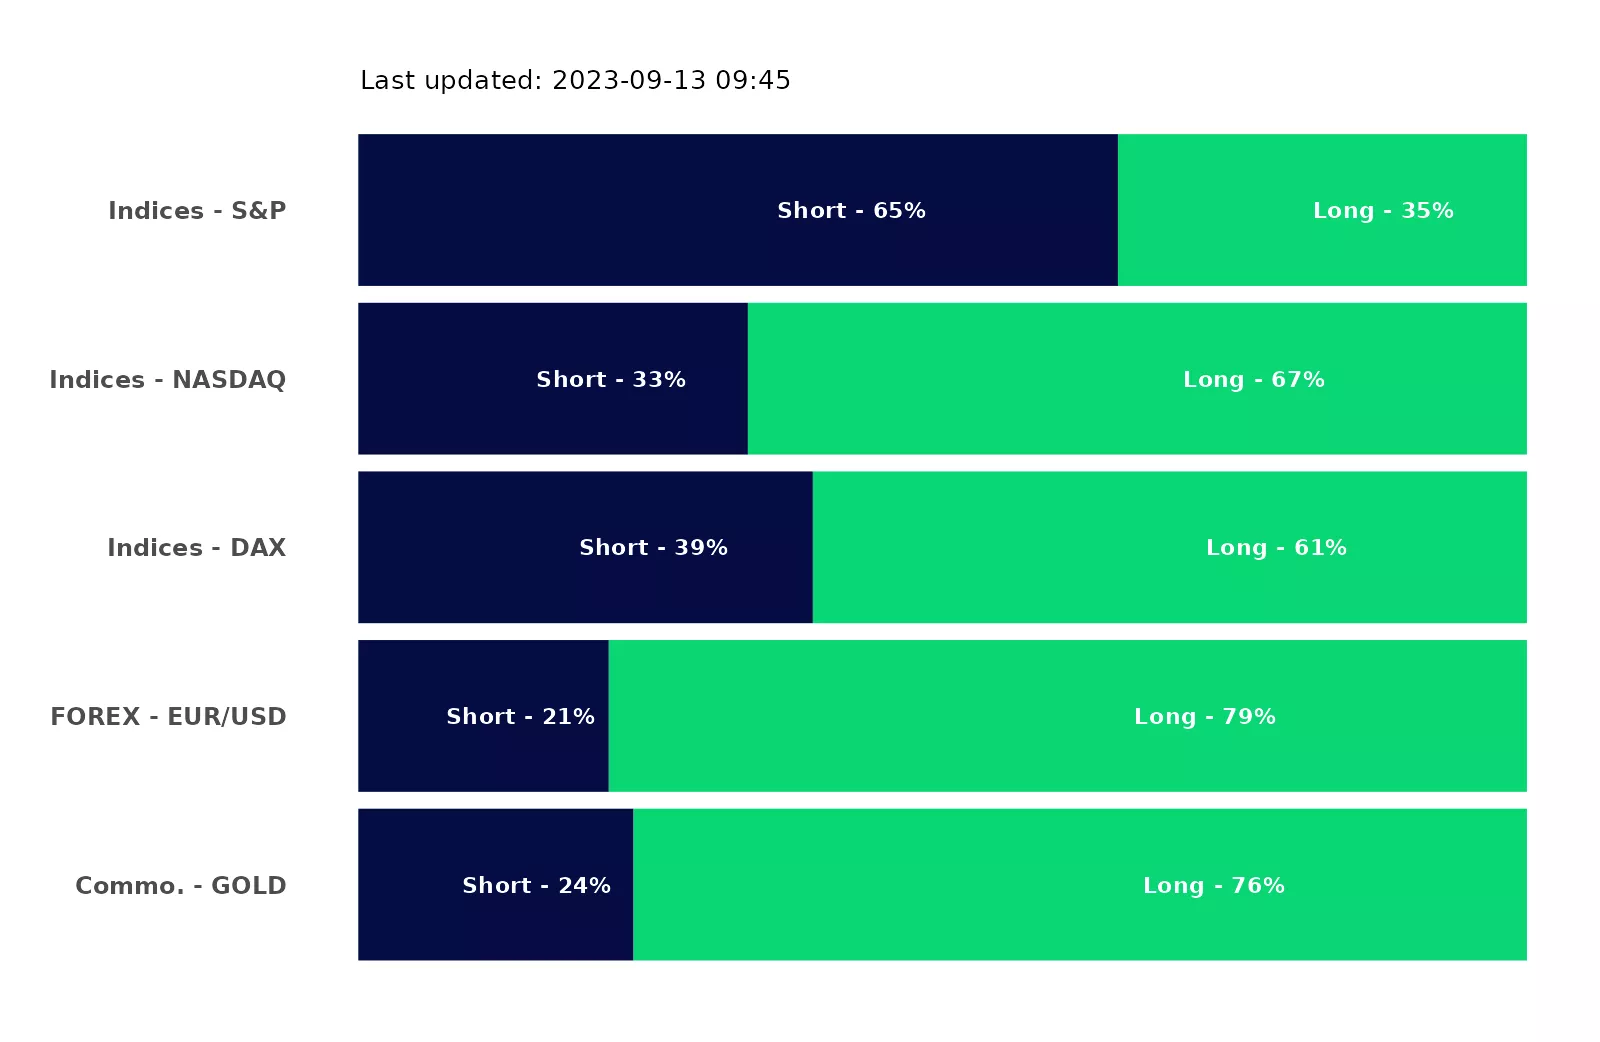 Last updated: 2023-09-13 09:45
Indices - S&P Short - 65% Long - 35%
Indices - NASDAQ Short - 33% Long - 67%
Indices - DAX Short - 39% Long - 61%
FOREX - EUR/USD Short - 21% Long - 79%
Commo. - GOLD Short - 24% Long - 76%